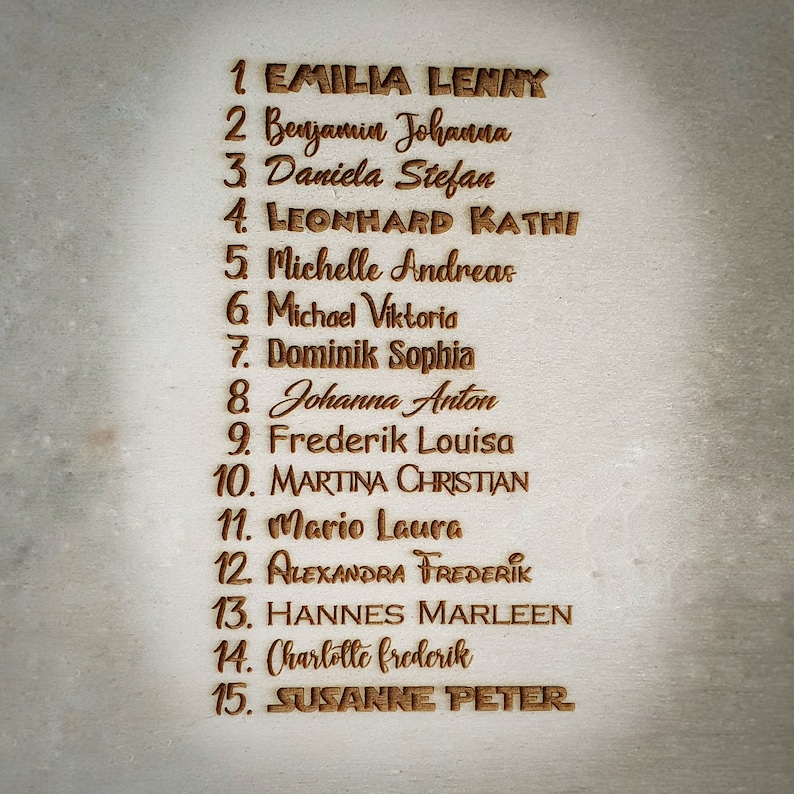 1. EMILIA LENNY
2 Benjamin Johanna
3. Daniela Stefan
4. LEONHARD KATHI
5. Michelle Andreas
6. Michael Viktoria
7. Dominik Sophia
8. Johanna Anton
9. Frederik Louisa
10. MARTINA CHRISTIAN
11. Mario Laura
12. ALEXANDRA FREDERIK
13. HANNES MARLEEN
14. Charlotte Frederik
15. SUSANNE PETER